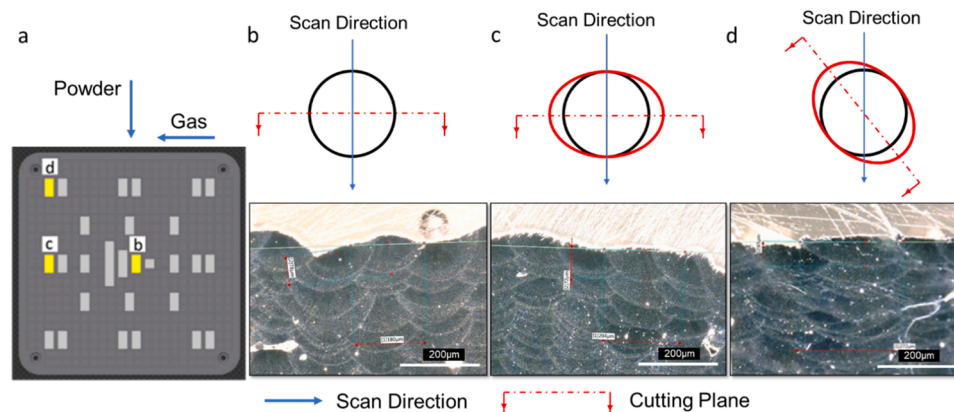 a
b
Scan Direction
c
Scan Direction
d
Scan Direction
Powder
Gas
d
c
b
200µm
200µm
200µm
Scan Direction
Cutting Plane